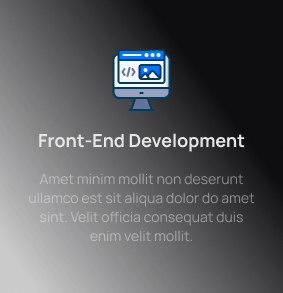 </>
Front-End Development
Amet minim mollit non deserunt
ullamco est sit aliqua dolor do amet
sint. Velit officia consequat duis
enim velit mollit.